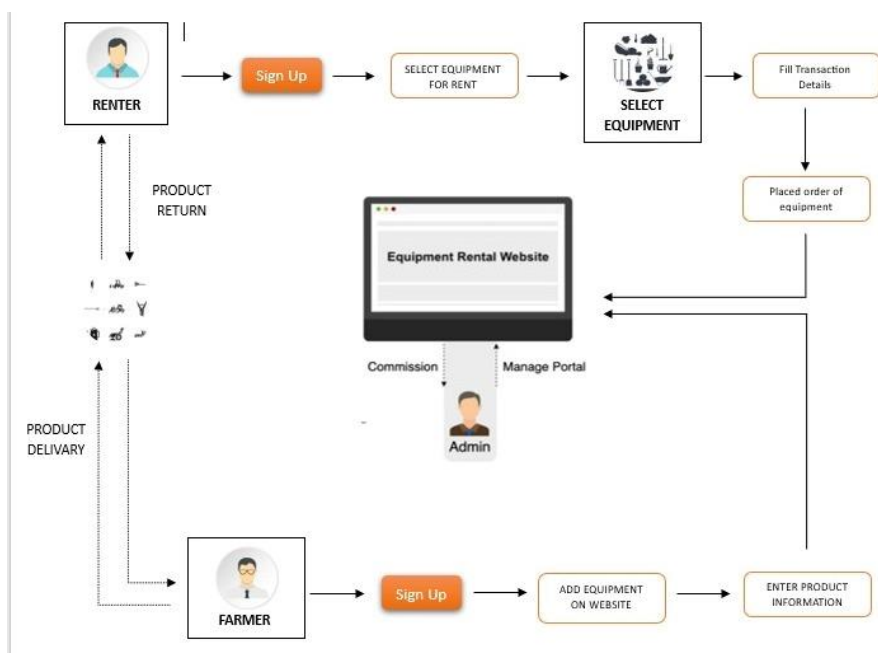 RENTER
Sign Up
SELECT EQUIPMENT
FOR RENT
SELECT
EQUIPMENT
Fill Transaction
Details
Placed order of
equipment
PRODUCT
RETURN
Equipment Rental Website
Commission
Manage Portal
Admin
PRODUCT
DELIVARY
FARMER
Sign Up
ADD EQUIPMENT
ON WEBSITE
ENTER PRODUCT
INFORMATION